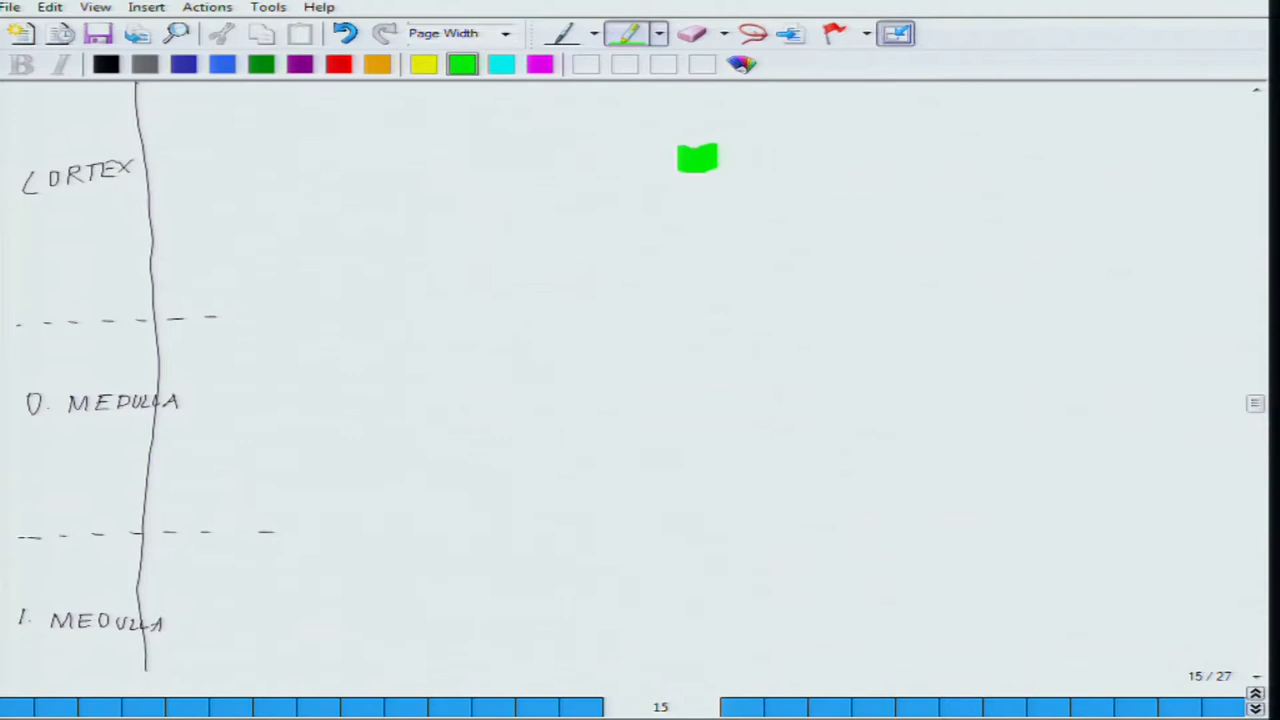 File Edit View Insert Actions Tools Help
Page Width
B I
CORTEX
O. MEDULLA
I. MEDULLA
15 / 27
15